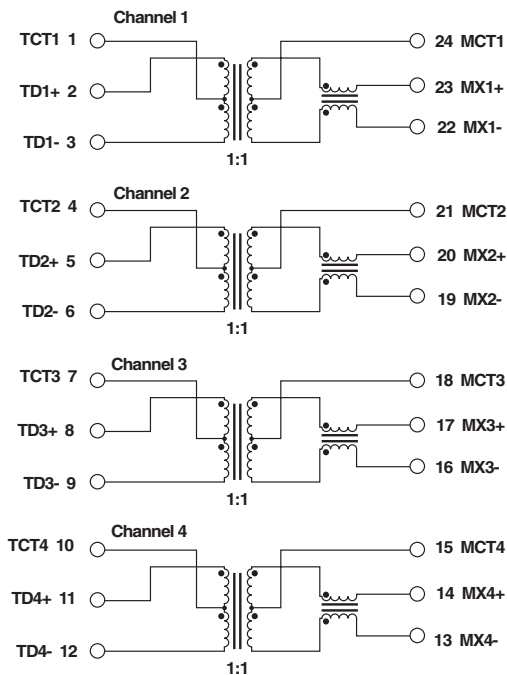 Channel 1
TCT1 1
24 MCT1
TD1+ 2
23 MX1+
22 MX1-
TD1- 3
1:1
Channel 2
TCT2 4
21 MCT2
TD2+ 5
20 MX2+
19 MX2-
TD2- 6
1:1
Channel 3
TCT3 7
18 MCT3
TD3+ 8
17 MX3+
16 MX3-
TD3- 9
1:1
Channel 4
TCT4 10
15 MCT4
TD4+ 11
14 MX4+
13 MX4-
TD4- 12
1:1